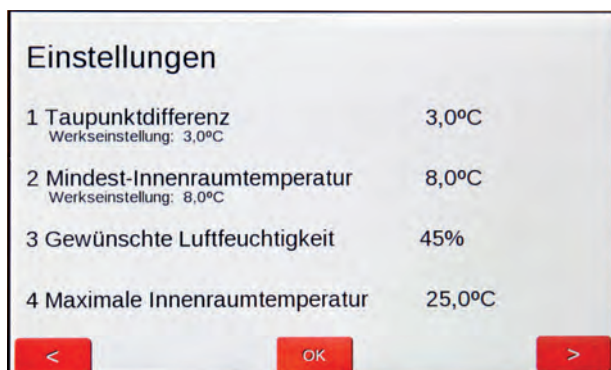 Einstellungen
1 Taupunktdifferenz 3,0ºC
Werkseinstellung: 3,0ºC
2 Mindest-Innenraumtemperatur 8,0ºC
Werkseinstellung: 8,0ºC
3 Gewünschte Luftfeuchtigkeit 45%
4 Maximale Innenraumtemperatur 25,0ºC
< OK >